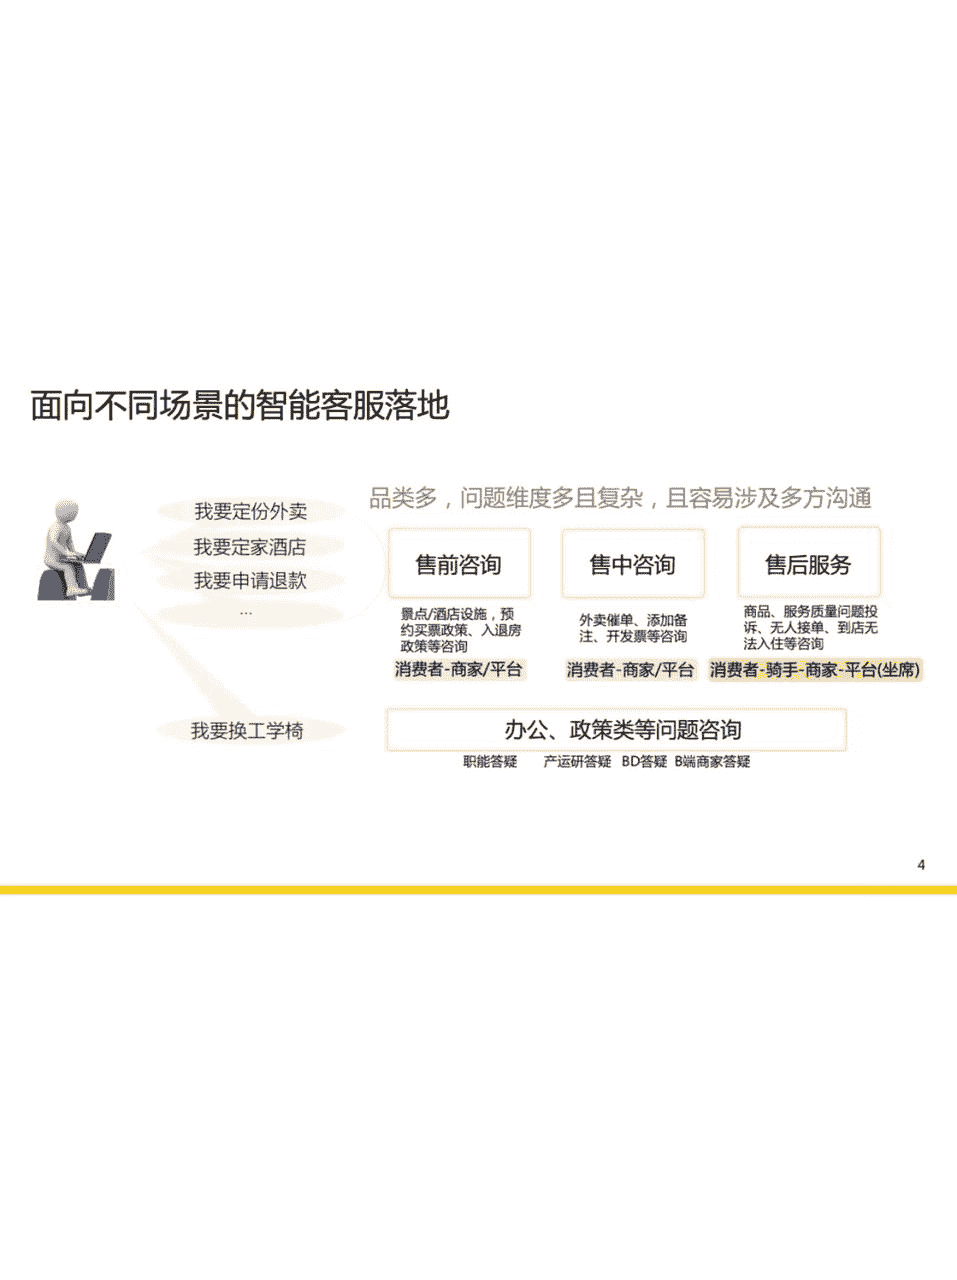 面向不同场景的智能客服落地
品类多，问题维度多且复杂，且容易涉及多方沟通
我要定份外卖
我要定家酒店
我要申请退款
...
售前咨询
景点/酒店设施，预
约买票政策、入退房
政策等咨询
消费者-商家/平台
售中咨询
外卖催单、添加备
注、开发票等咨询
消费者-商家/平台
售后服务
商品、服务质量问题投
诉、无人接单、到店无
法入住等咨询
消费者-骑手-商家-平台(坐席)
我要换工学椅
办公、政策类等问题咨询
职能答疑 产运研答疑 BD答疑 B端商家答疑
4